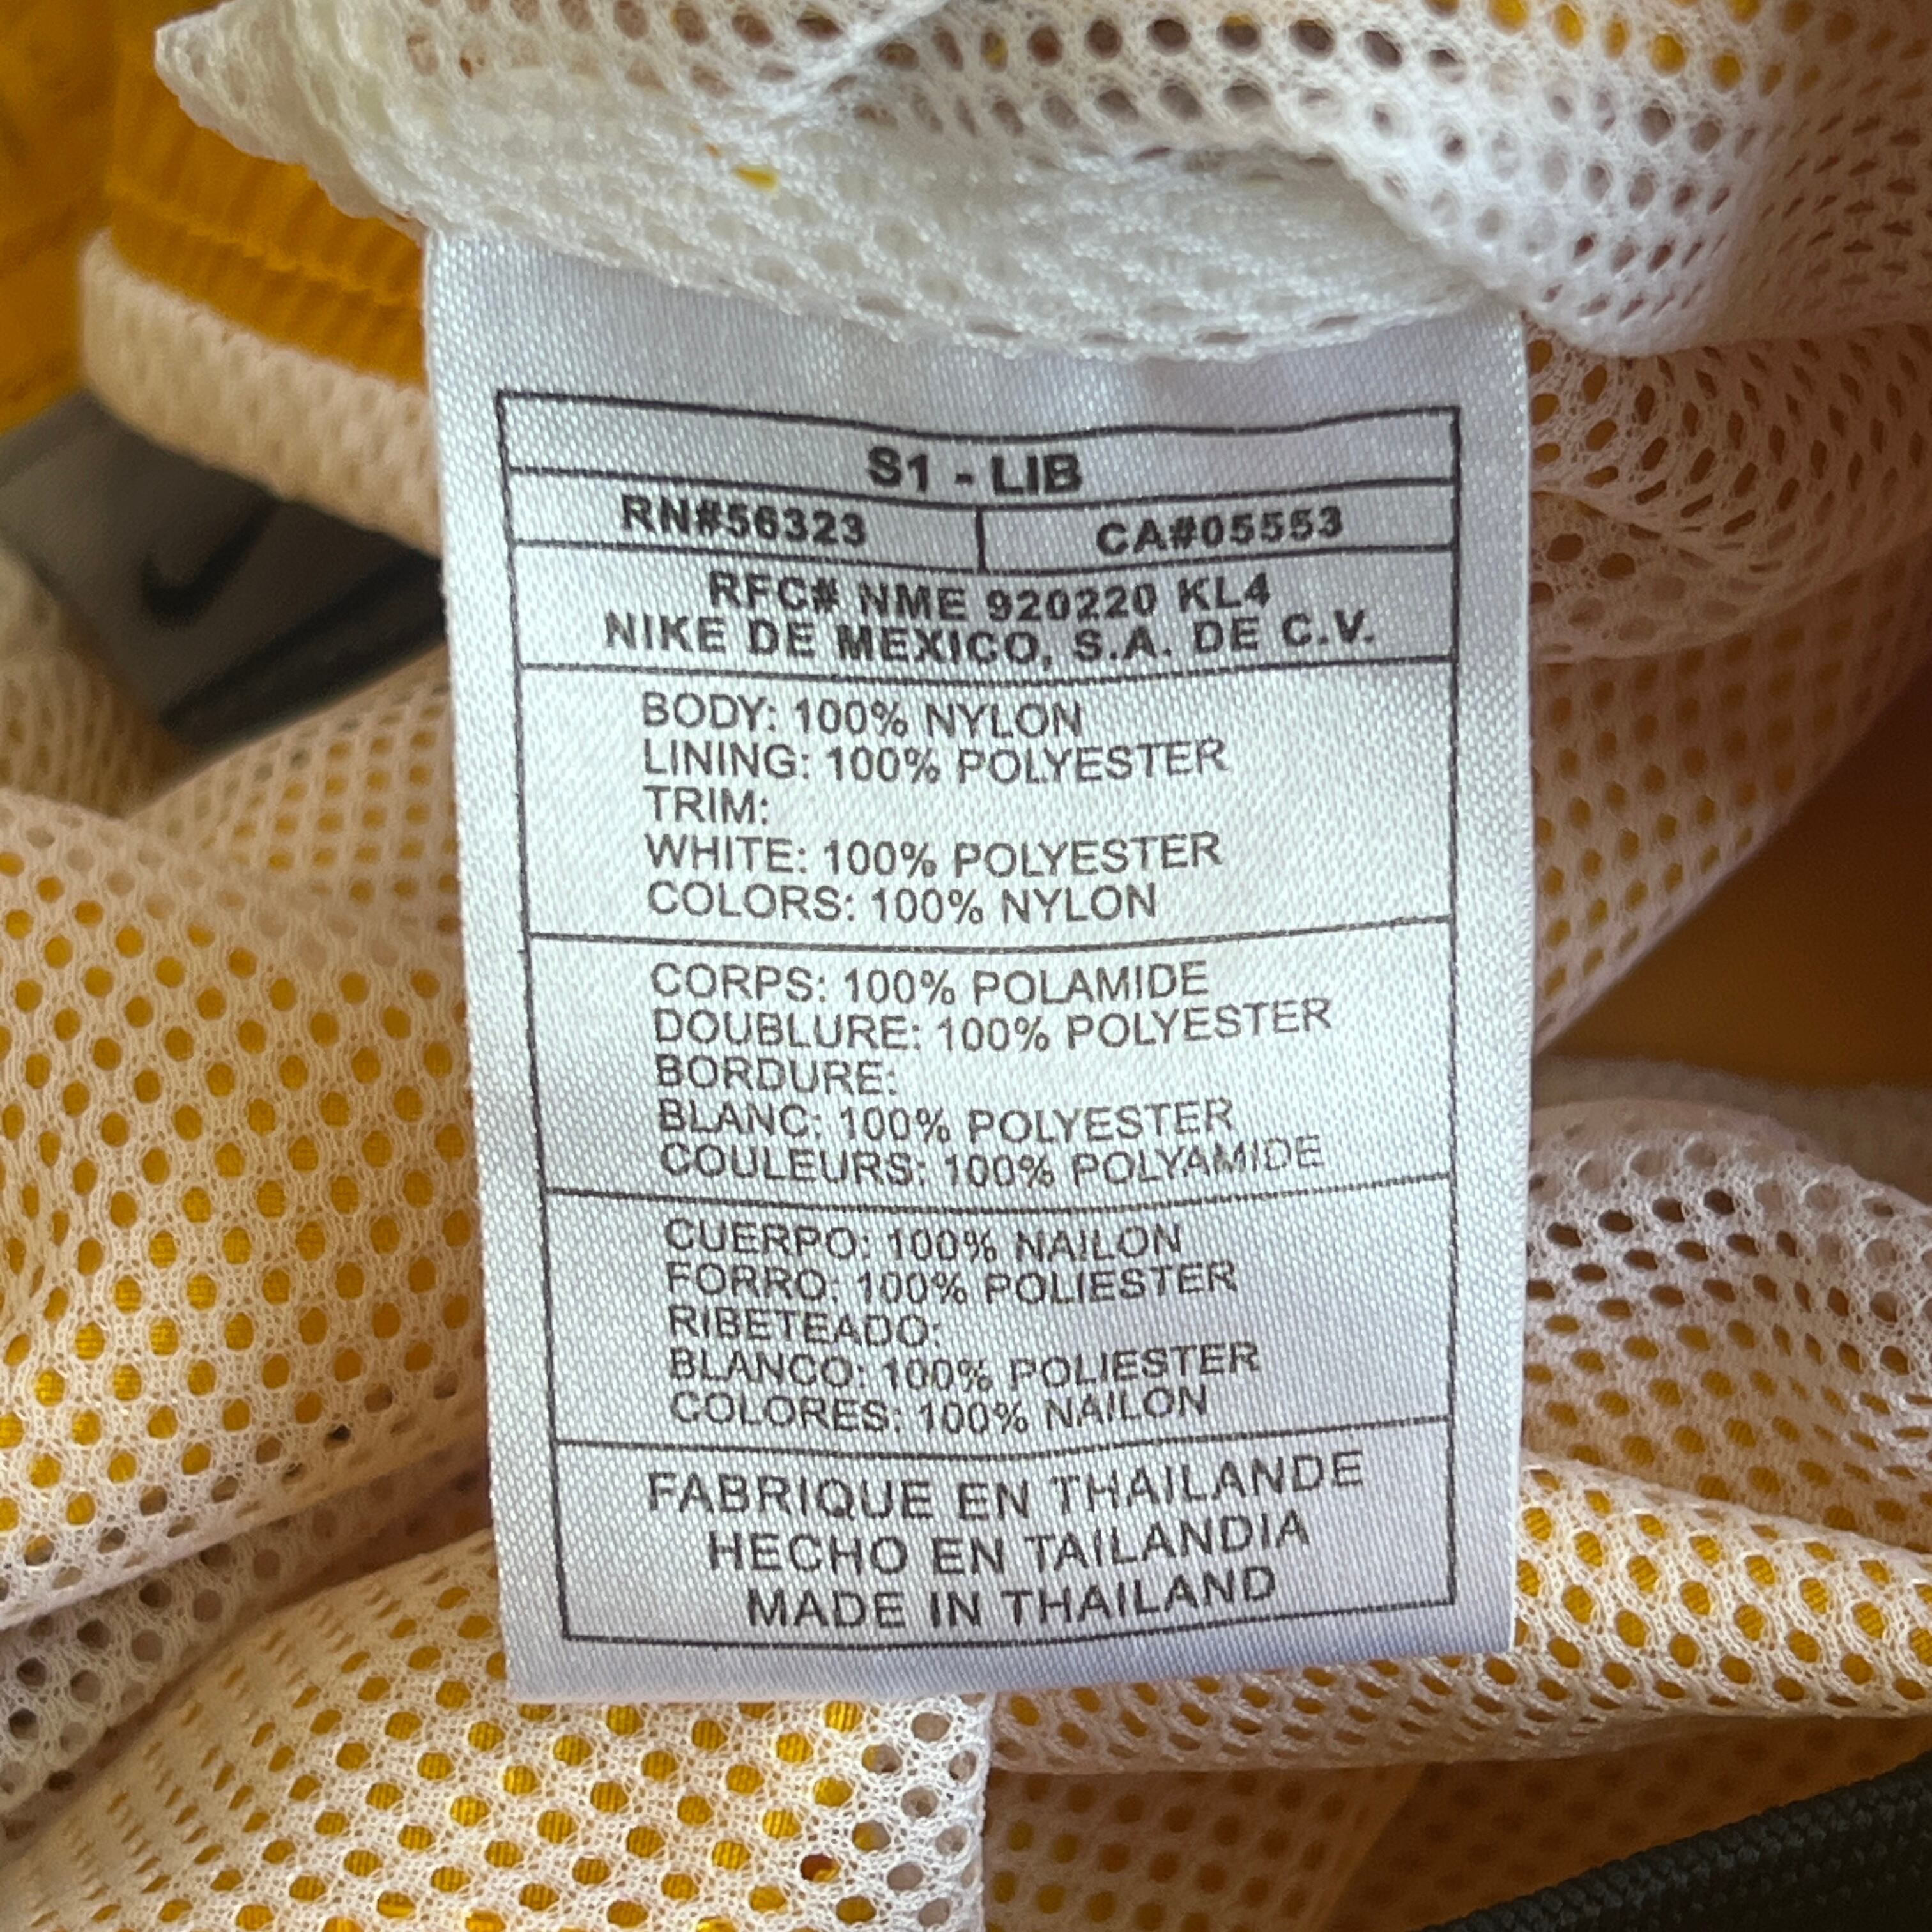 S1 - LIB
RN#56323 CA#05553
RFC# NME 920220 KL4
NIKE DE MEXICO, S.A. DE C.V.
BODY: 100% NYLON
LINING: 100% POLYESTER
TRIM:
WHITE: 100% POLYESTER
COLORS: 100% NYLON
CORPS: 100% POLAMIDE
DOUBLURE: 100% POLYESTER
BORDURE:
BLANC: 100% POLYESTER
COULEURS: 100% POLYAMIDE
CUERPO: 100% NAILON
FORRO: 100% POLIESTER
RIBETEADO:
BLANCO: 100% POLIESTER
COLORES: 100% NAILON
FABRIQUE EN THAILANDE
HECHO EN TAILANDIA
MADE IN THAILAND